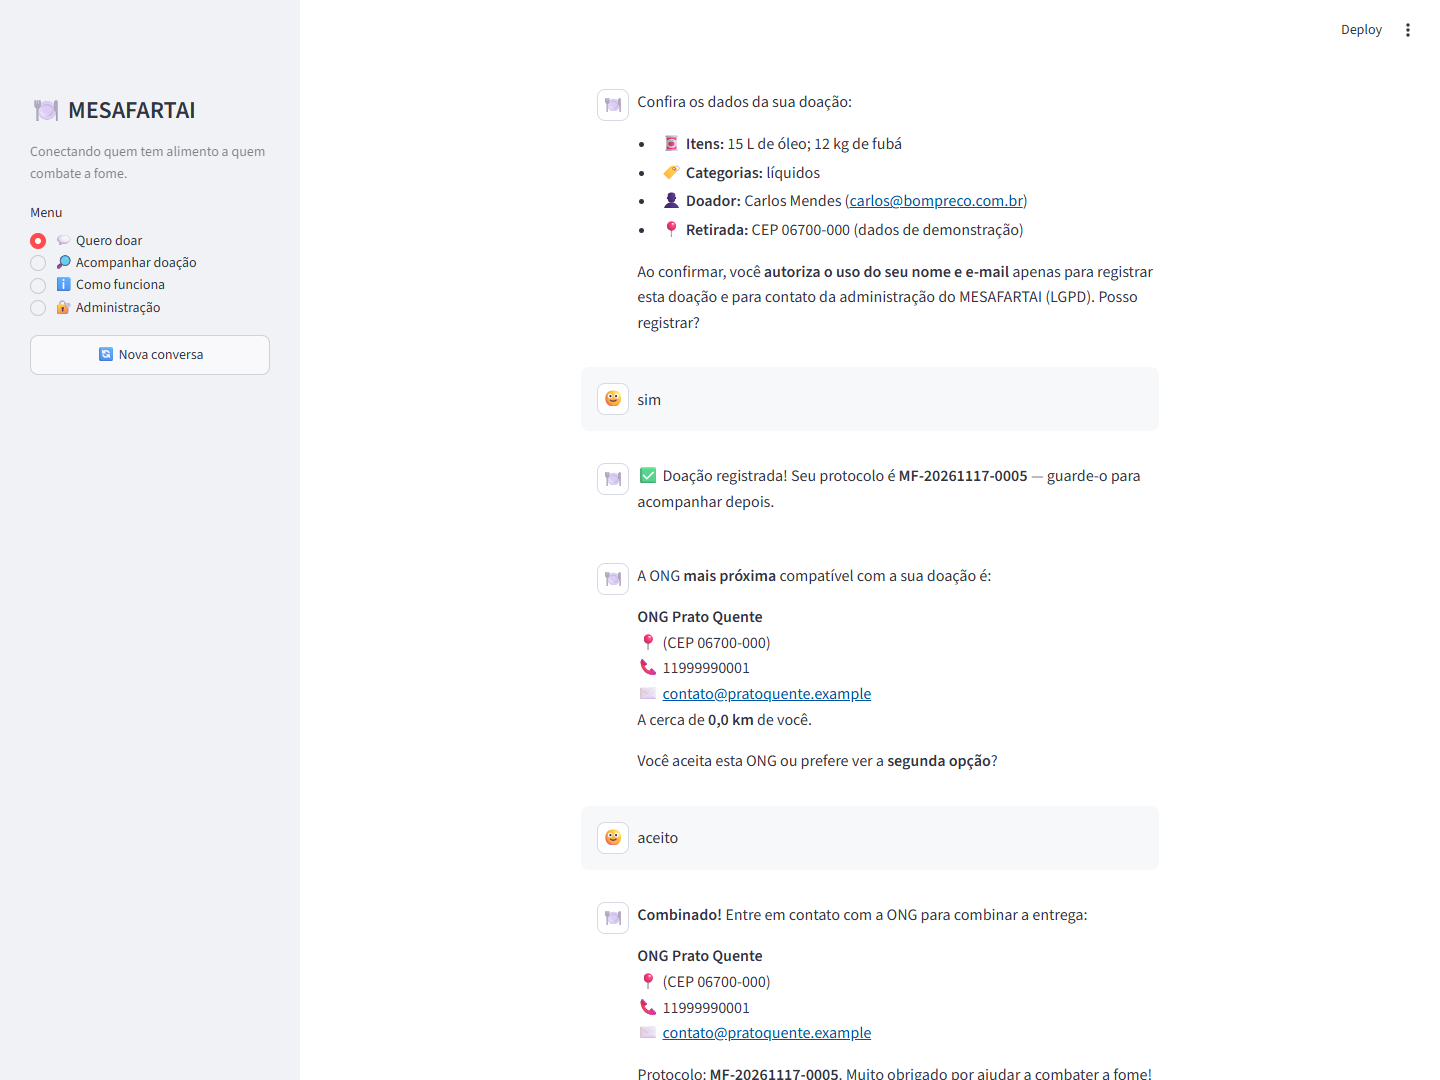 Deploy
MESAFARTAI
Conectando quem tem alimento a quem
combate a fome.
Menu
Quero doar
Acompanhar doação
Como funciona
Administração
Nova conversa
Confira os dados da sua doação:
Itens: 15 L de óleo; 12 kg de fubá
Categorias: líquidos
Doador: Carlos Mendes (carlos@bompreco.com.br)
Retirada: CEP 06700-000 (dados de demonstração)
Ao confirmar, você autoriza o uso do seu nome e e-mail apenas para registrar
esta doação e para contato da administração do MESAFARTAI (LGPD). Posso
registrar?
sim
Doação registrada! Seu protocolo é MF-20261117-0005 — guarde-o para
acompanhar depois.
A ONG mais próxima compatível com a sua doação é:
ONG Prato Quente
(CEP 06700-000)
11999990001
contato@pratoquente.example
A cerca de 0,0 km de você.
Você aceita esta ONG ou prefere ver a segunda opção?
aceito
Combinado! Entre em contato com a ONG para combinar a entrega:
ONG Prato Quente
(CEP 06700-000)
11999990001
contato@pratoquente.example
Protocolo: MF-20261117-0005. Muito obrigado por ajudar a combater a fome!